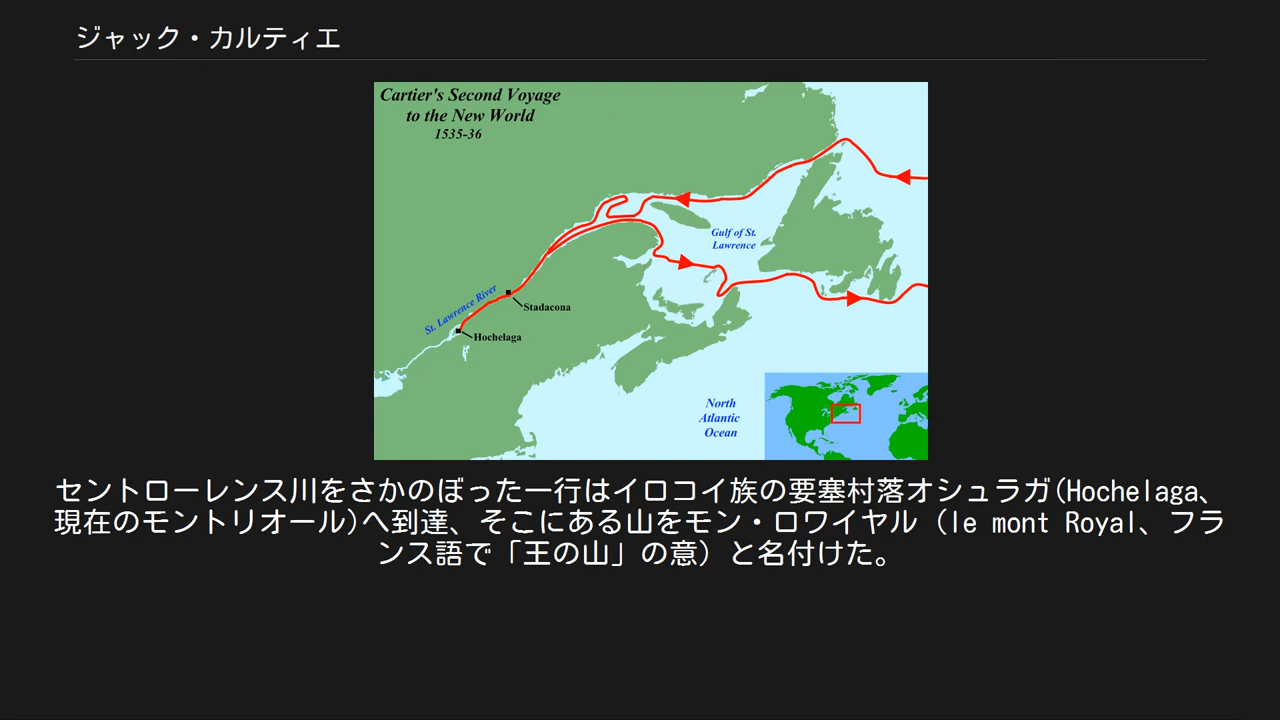 ジャック・カルティエ
Cartier's Second Voyage
to the New World
1535-36
Gulf of St.
Lawrence
St. Lawrence River
Stadacona
Hochelaga
North
Atlantic
Ocean
セントローレンス川をさかのぼった一行はイロコイ族の要塞村落オシュラガ(Hochelaga、
現在のモントリオール)へ到達、そこにある山をモン・ロワイヤル (le mont Royal、フラ
ンス語で「王の山」の意）と名付けた。